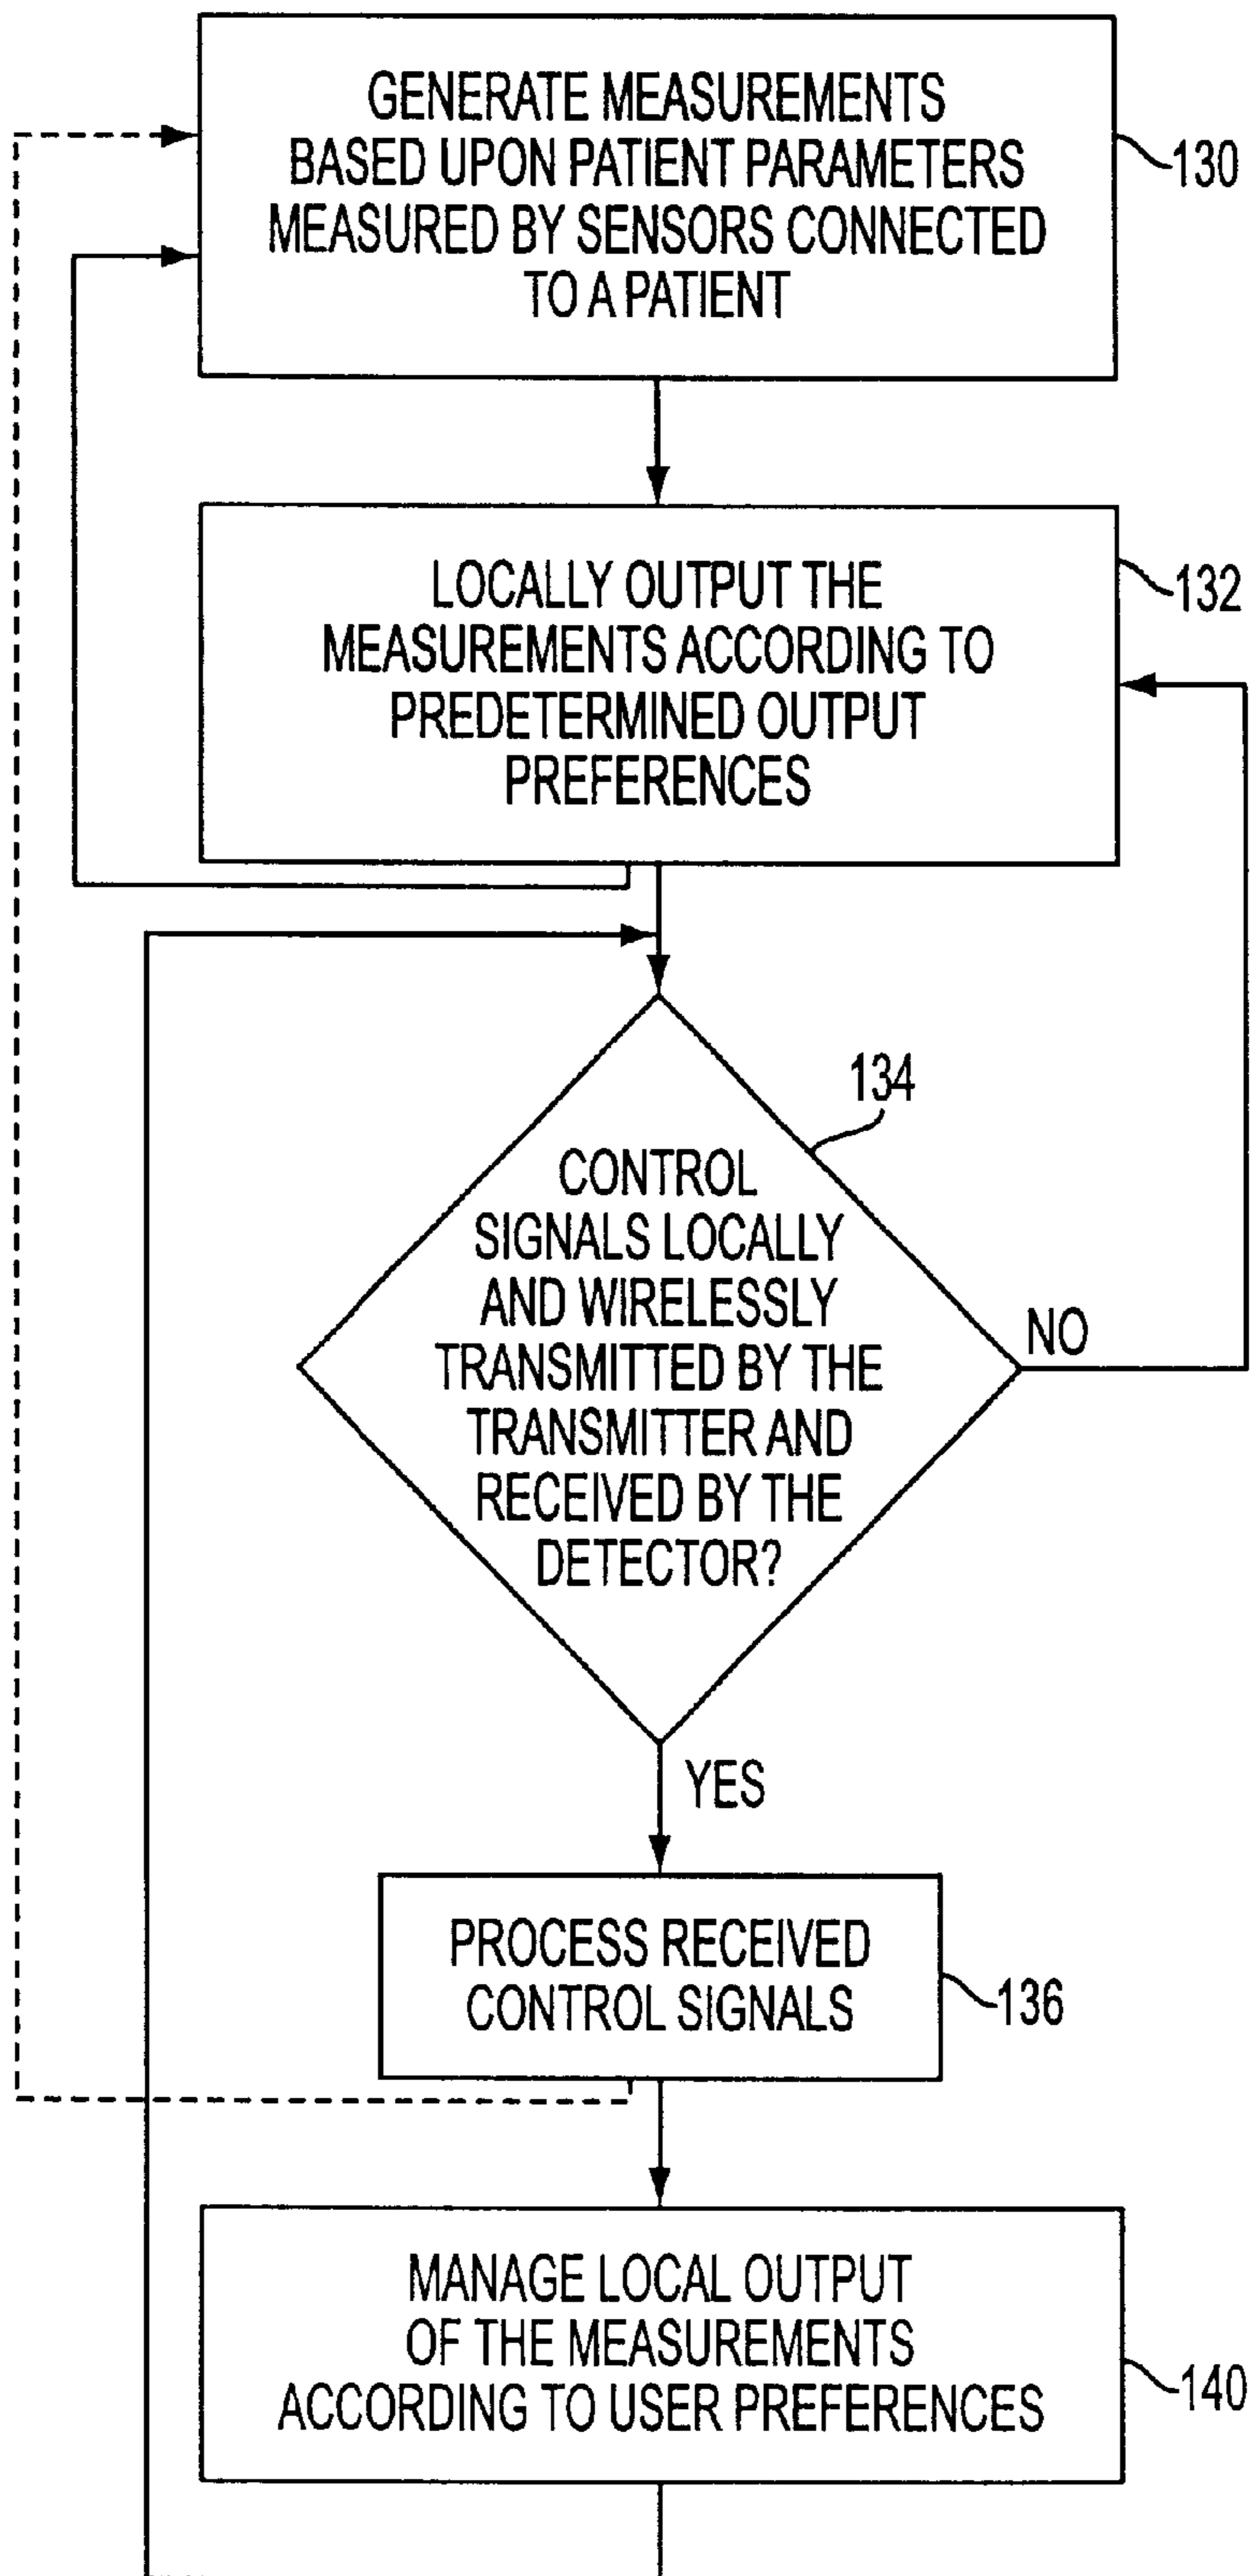 GENERATE MEASUREMENTS
BASED UPON PATIENT PARAMETERS
MEASURED BY SENSORS CONNECTED
TO A PATIENT
130
LOCALLY OUTPUT THE
MEASUREMENTS ACCORDING TO
PREDETERMINED OUTPUT
PREFERENCES
132
134
CONTROL
SIGNALS LOCALLY
AND WIRELESSLY
TRANSMITTED BY THE
TRANSMITTER AND
RECEIVED BY THE
DETECTOR?
NO
YES
PROCESS RECEIVED
CONTROL SIGNALS
136
MANAGE LOCAL OUTPUT
OF THE MEASUREMENTS
ACCORDING TO USER PREFERENCES
140